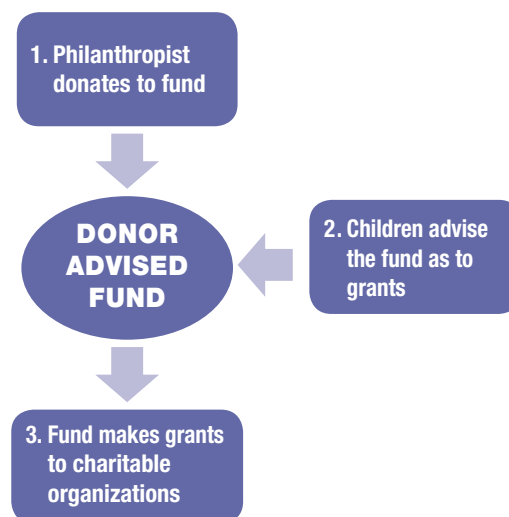 1. Philanthropist
donates to fund
DONOR
ADVISED
FUND
2. Children advise
the fund as to
grants
3. Fund makes grants
to charitable
organizations